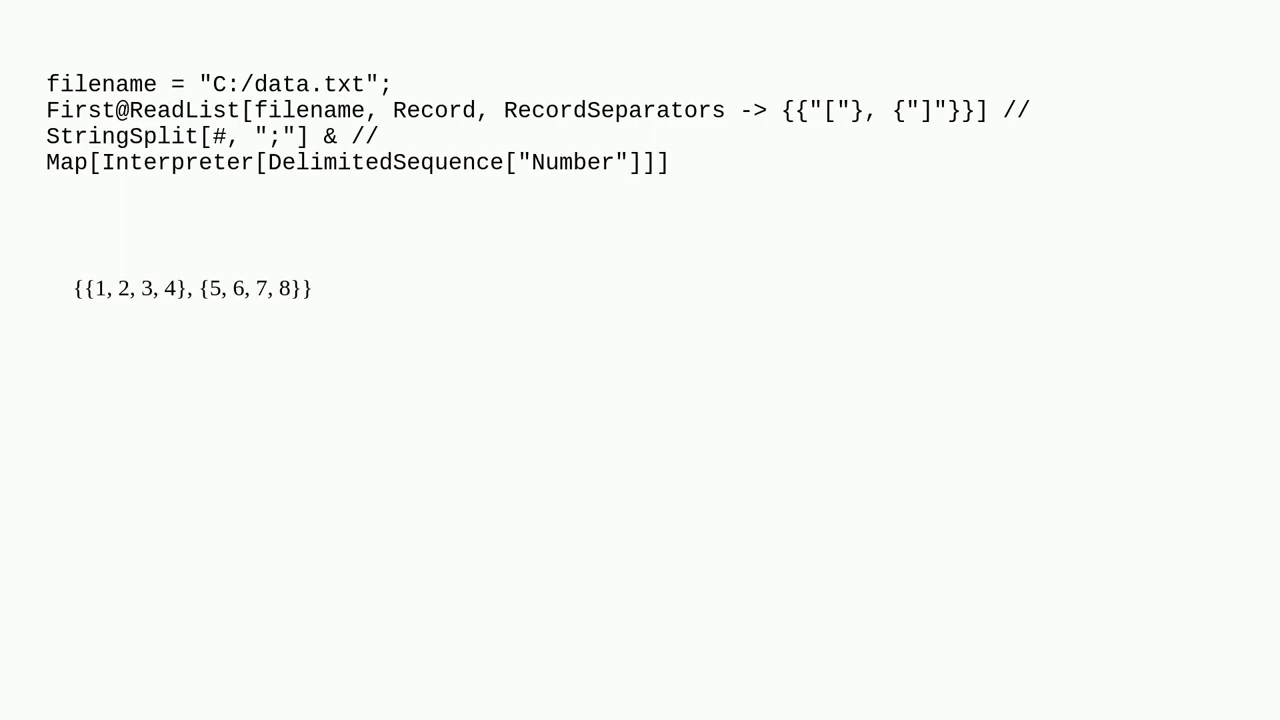 filename = "C:/data.txt";
First@ReadList[filename, Record, RecordSeparators -> {{"["}, {"]"}}] //
StringSplit[#, ";"] & //
Map[Interpreter[DelimitedSequence["Number"]]]
{{1, 2, 3, 4}, {5, 6, 7, 8}}